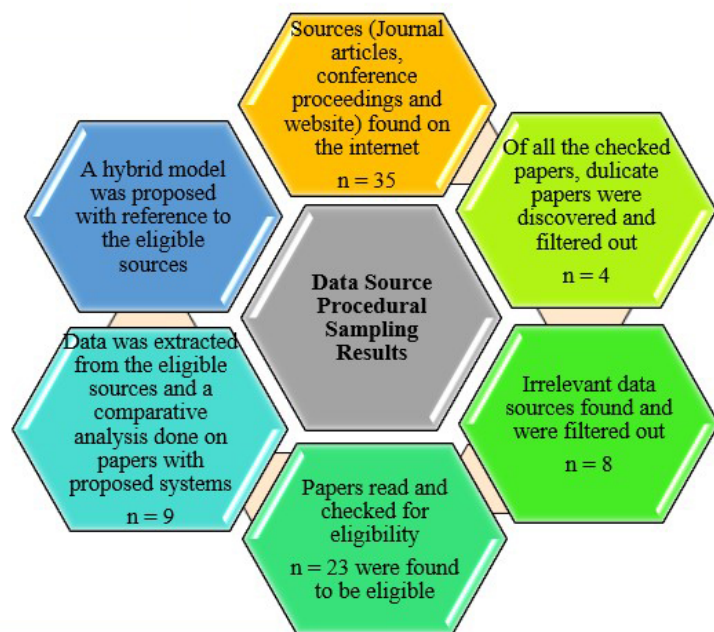 Sources (Journal
articles,
conference
proceedings and
website) found on
the internet
n = 35
Of all the checked
papers, dulicate
papers were
discovered and
filtered out
n = 4
Irrelevant data
sources found and
were filtered out
n = 8
Papers read and
checked for
eligibility
n = 23 were found
to be eligible
Data was extracted
from the eligible
sources and a
comparative
analysis done on
papers with
proposed systems
n = 9
A hybrid model
was proposed
with reference to
the eligible
sources
Data Source
Procedural
Sampling
Results